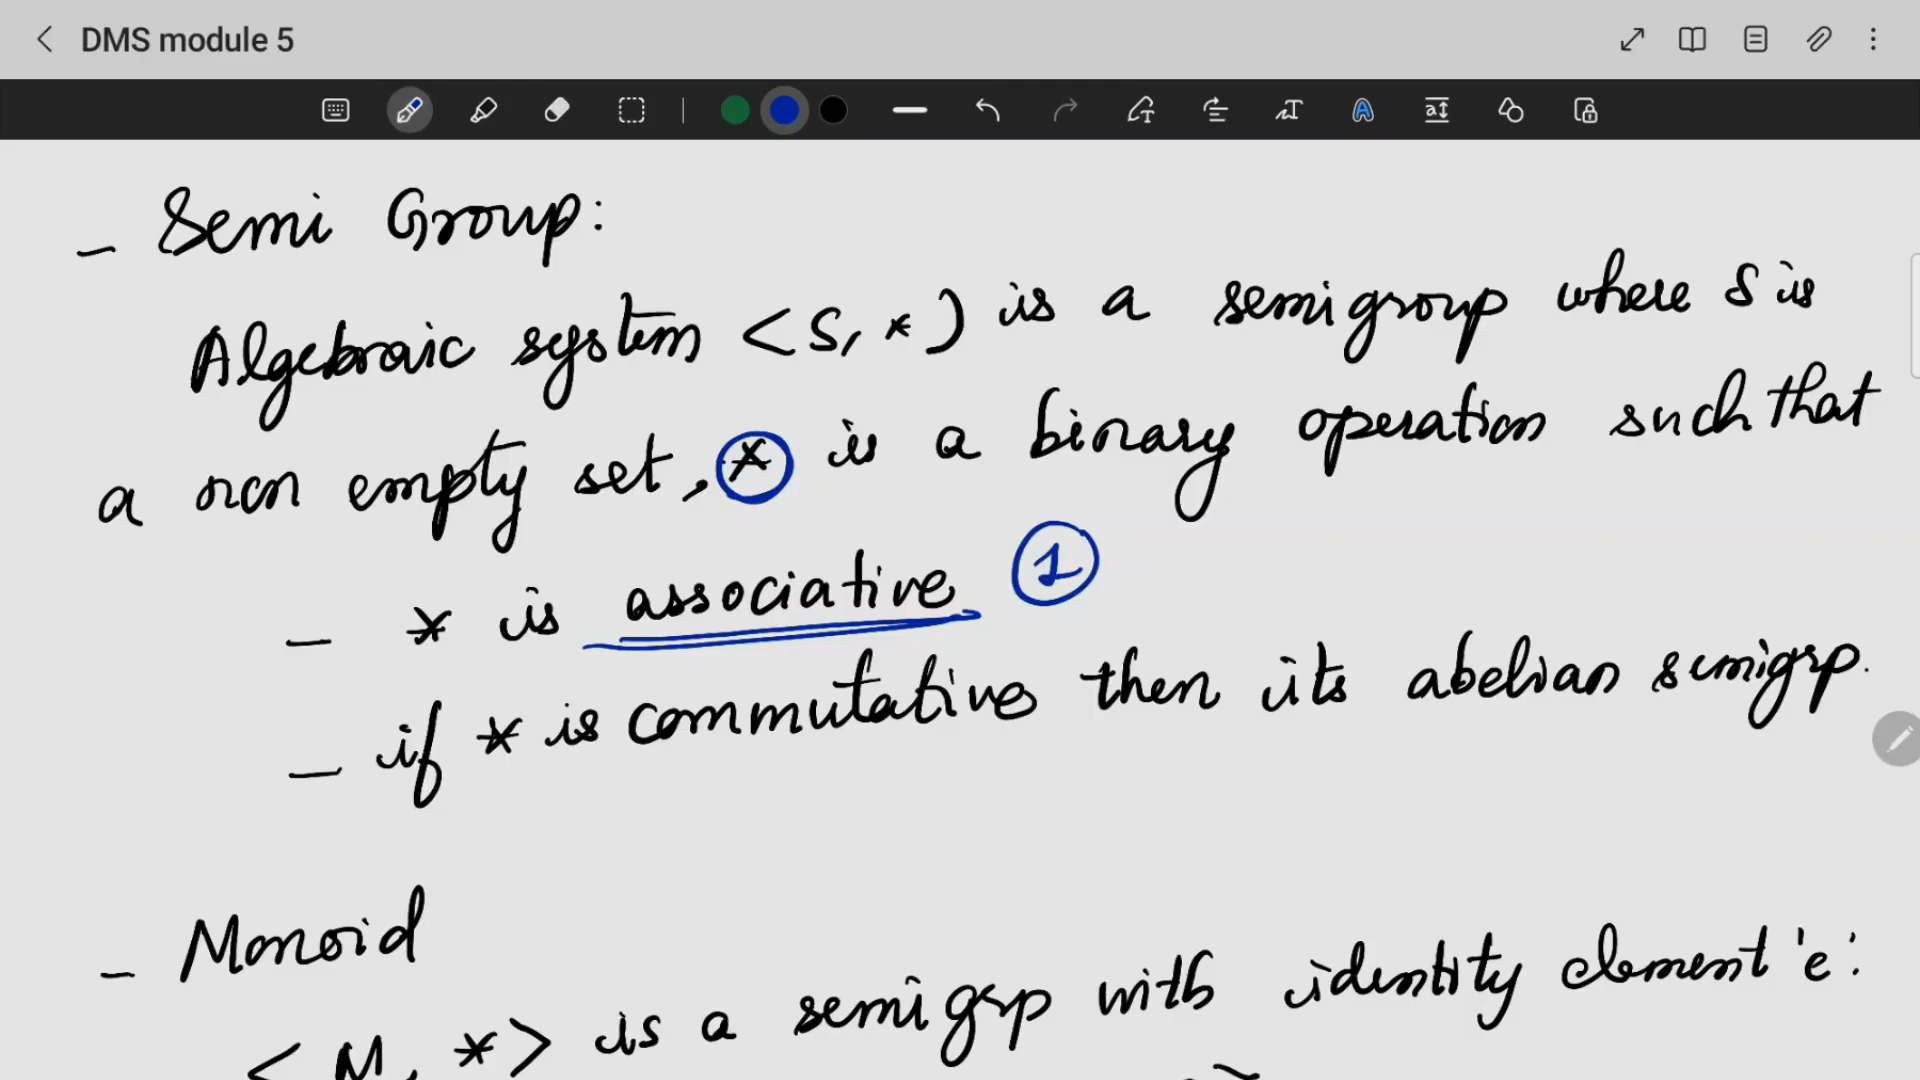 DMS module 5
- Semi Group:
Algebraic system <S, *) is a semigroup where S is
a non empty set, * is a binary operation such that
- * is associative ①
- if * is commutative then its abelian semigrp.
- Monoid
<M, *> is a semigrp with identity element 'e'.